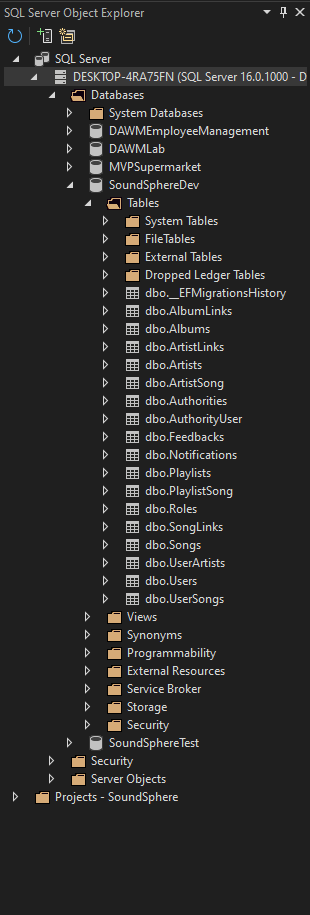 SQL Server Object Explorer
SQL Server
DESKTOP-4RA75FN (SQL Server 16.0.1000 - D
Databases
System Databases
DAWMEmployeeManagement
DAWMLab
MVPSupermarket
SoundSphereDev
Tables
System Tables
FileTables
External Tables
Dropped Ledger Tables
dbo.__EFMigrationsHistory
dbo.AlbumLinks
dbo.Albums
dbo.ArtistLinks
dbo.Artists
dbo.ArtistSong
dbo.Authorities
dbo.AuthorityUser
dbo.Feedbacks
dbo.Notifications
dbo.Playlists
dbo.PlaylistSong
dbo.Roles
dbo.SongLinks
dbo.Songs
dbo.UserArtists
dbo.Users
dbo.UserSongs
Views
Synonyms
Programmability
External Resources
Service Broker
Storage
Security
SoundSphereTest
Security
Server Objects
Projects - SoundSphere